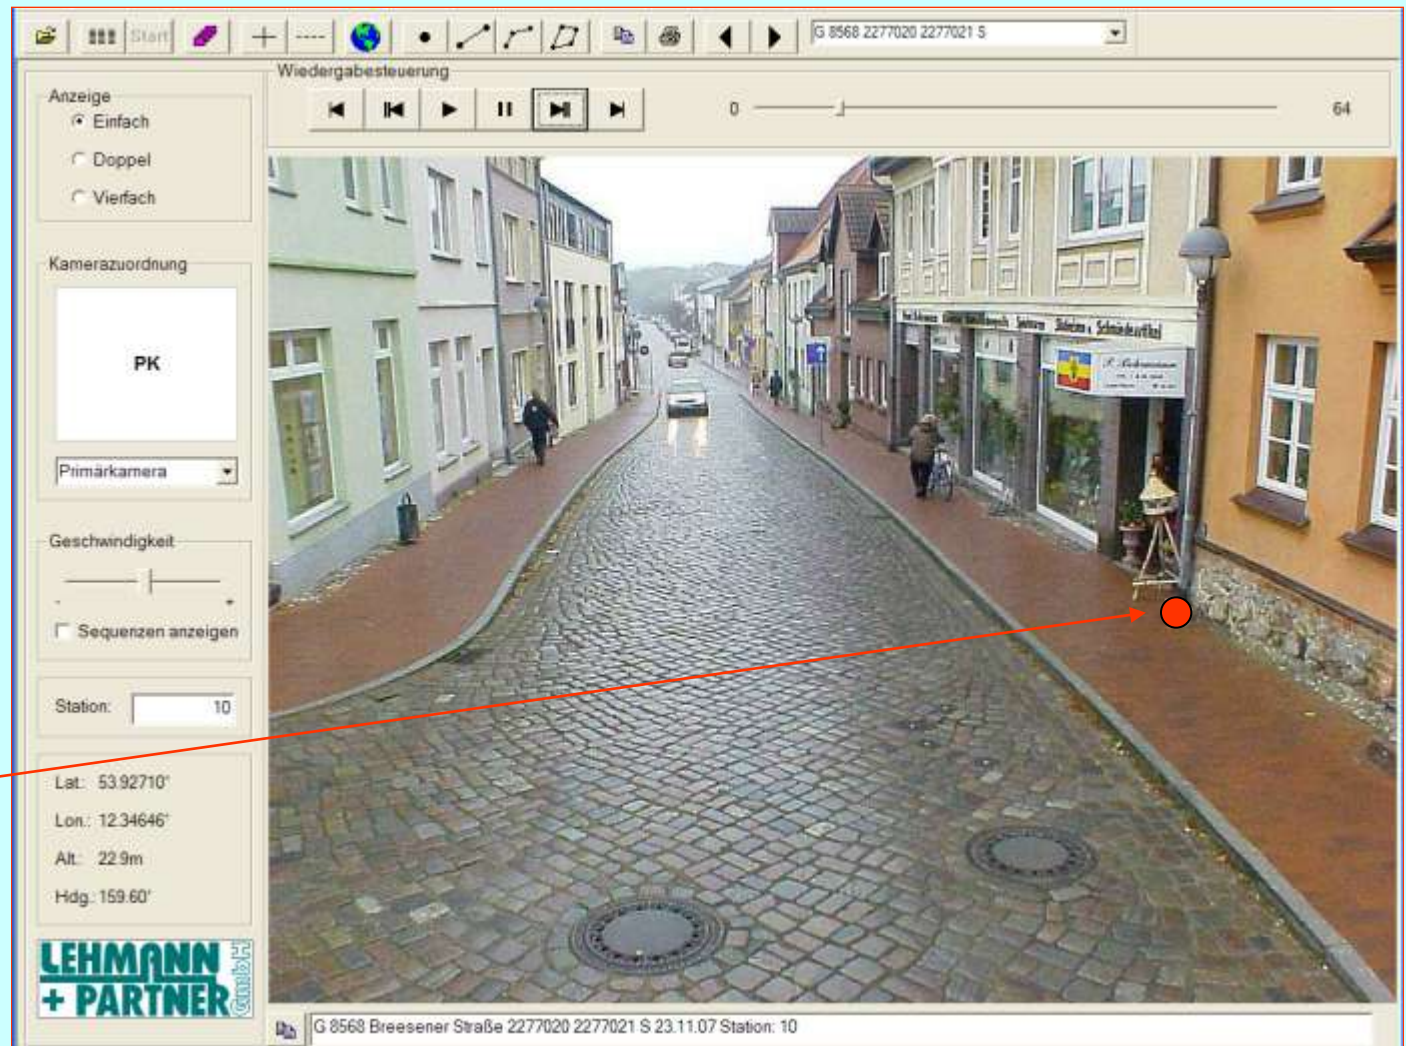 Start
G 8568 2277020 2277021 S
Wiedergabesteuerung
0
64
Anzeige
Einfach
Doppel
Vierfach
Kamerazuordnung
PK
Primärkamera
Geschwindigkeit
- +
Sequenzen anzeigen
Station: 10
Lat.: 53.92710°
Lon.: 12.34646°
Alt.: 22.9m
Hdg.: 159.60°
LEHMANN
+ PARTNER GmbH
G 8568 Breesener Straße 2277020 2277021 S 23.11.07 Station: 10